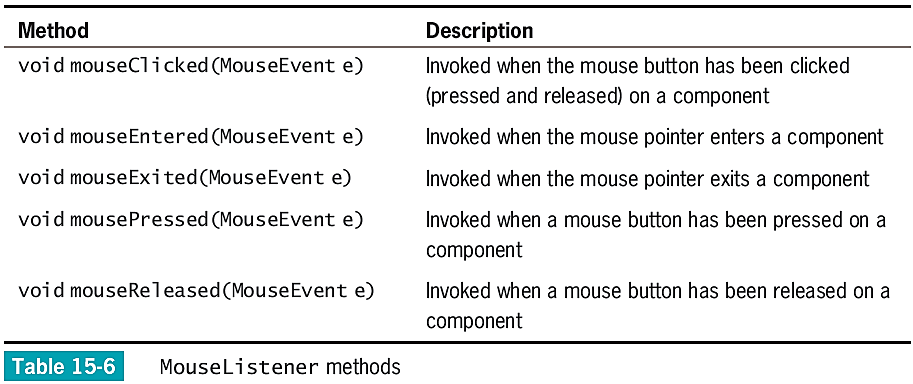 Method Description
void mouseClicked(MouseEvent e) Invoked when the mouse button has been clicked
(pressed and released) on a component
void mouseEntered(MouseEvent e) Invoked when the mouse pointer enters a component
void mouseExited(MouseEvent e) Invoked when the mouse pointer exits a component
void mousePressed(MouseEvent e) Invoked when a mouse button has been pressed on a
component
void mouseReleased(MouseEvent e) Invoked when a mouse button has been released on a
component
Table 15-6 MouseListener methods